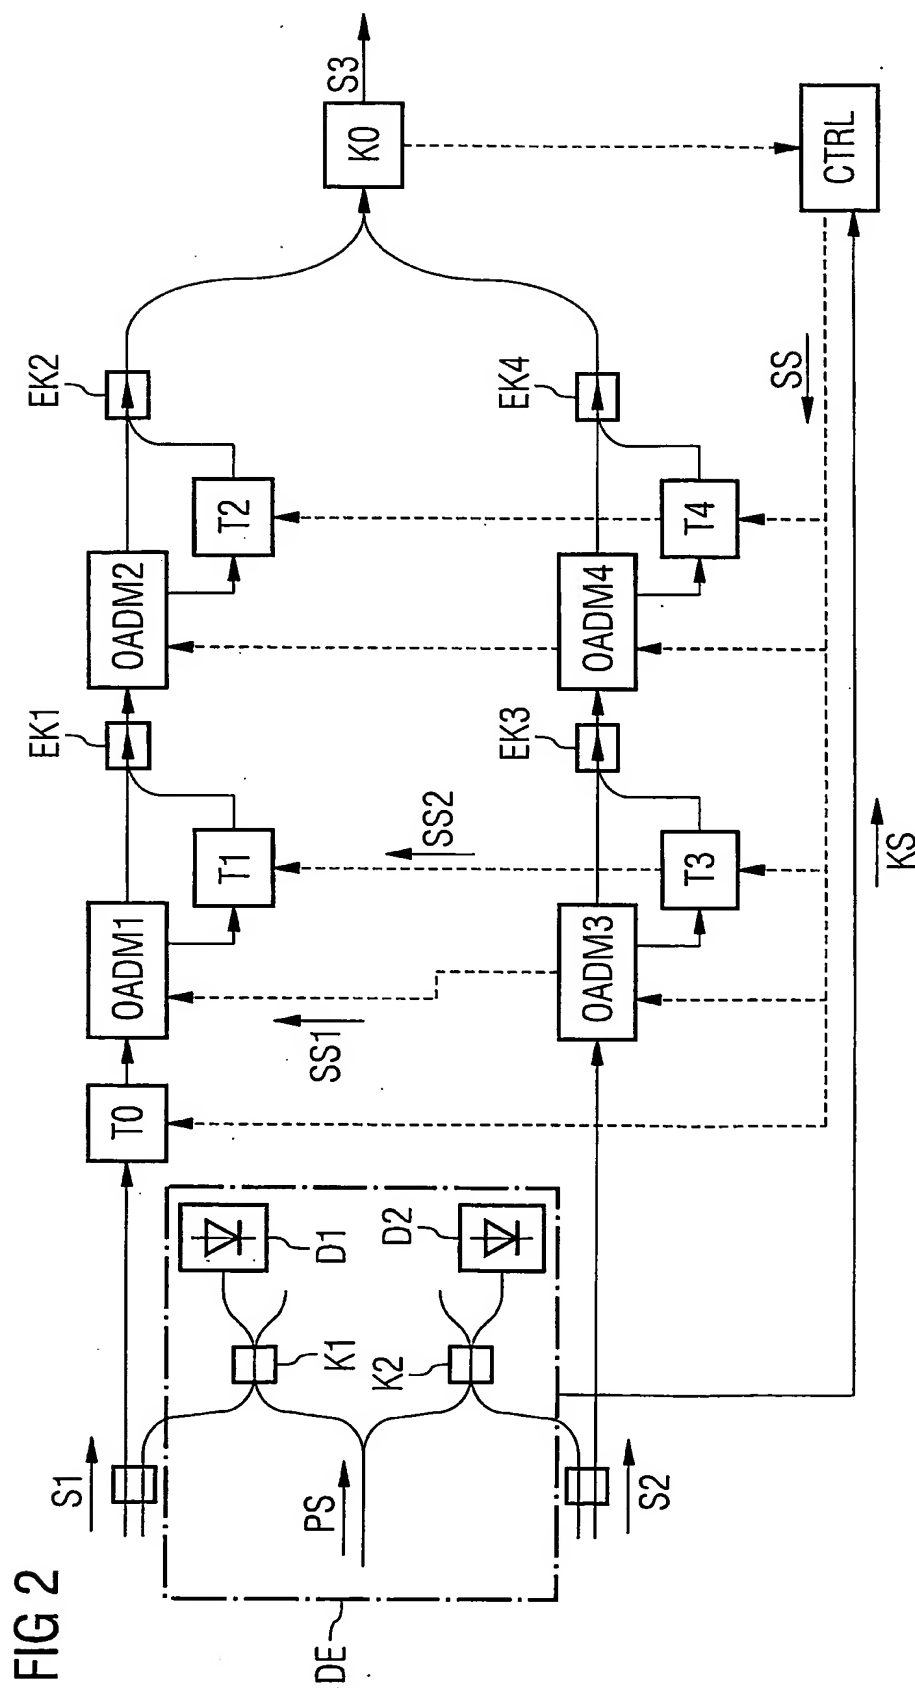 FIG 2
S1
T0
OADM1
EK1
OADM2
EK2
T1
T2
K0
S3
SS1
SS2
D1
D2
K1
K2
PS
DE
S2
OADM3
EK3
OADM4
EK4
T3
T4
SS
CTRL
KS